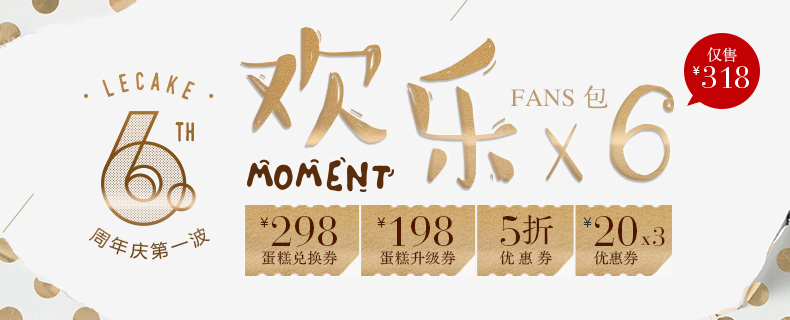 · LECAKE ·
6TH
周年庆第一波
欢乐
FANS 包
x 6
MOMENT
仅售
¥318
¥298
蛋糕兑换券
¥198
蛋糕升级券
5折
优惠券
¥20x3
优惠券